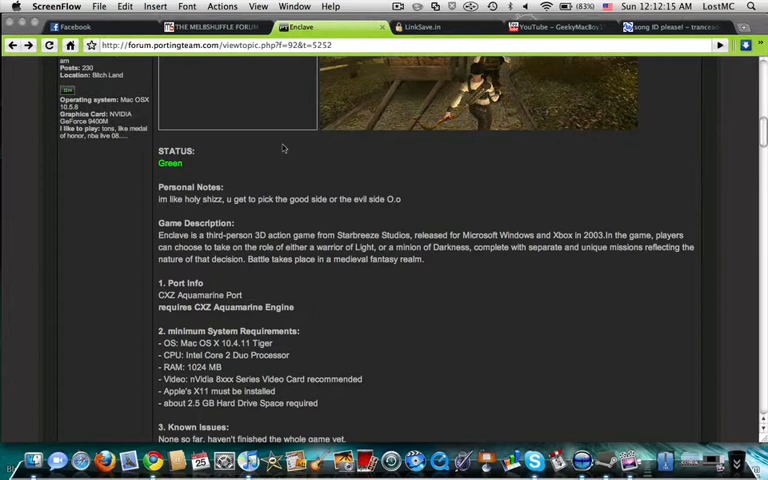 ScreenFlow File Edit Insert Font Actions View Window Help (83%) Sun 12:12:15 AM LostMC
Facebook THE MELBSHUFFLE FORUM Enclave LinkSave.in YouTube - GeekyMacBoy song ID please! - trancea
http://forum.portingteam.com/viewtopic.php?f=92&t=5252
am
Posts: 230
Location: Bitch Land
Operating system: Mac OSX
10.5.8
Graphics Card: NVIDIA
GeForce 9400M
I like to play: tons, like medal
of honor, nba live 08.....
STATUS:
Green
Personal Notes:
im like holy shizz, u get to pick the good side or the evil side O.o
Game Description:
Enclave is a third-person 3D action game from Starbreeze Studios, released for Microsoft Windows and Xbox in 2003.In the game, players
can choose to take on the role of either a warrior of Light, or a minion of Darkness, complete with separate and unique missions reflecting the
nature of that decision. Battle takes place in a medieval fantasy realm.
1. Port Info
CXZ Aquamarine Port
requires CXZ Aquamarine Engine
2. minimum System Requirements:
- OS: Mac OS X 10.4.11 Tiger
- CPU: Intel Core 2 Duo Processor
- RAM: 1024 MB
- Video: nVidia 8xxx Series Video Card recommended
- Apple's X11 must be installed
- about 2.5 GB Hard Drive Space required
3. Known Issues:
None so far, haven't finished the whole game yet.